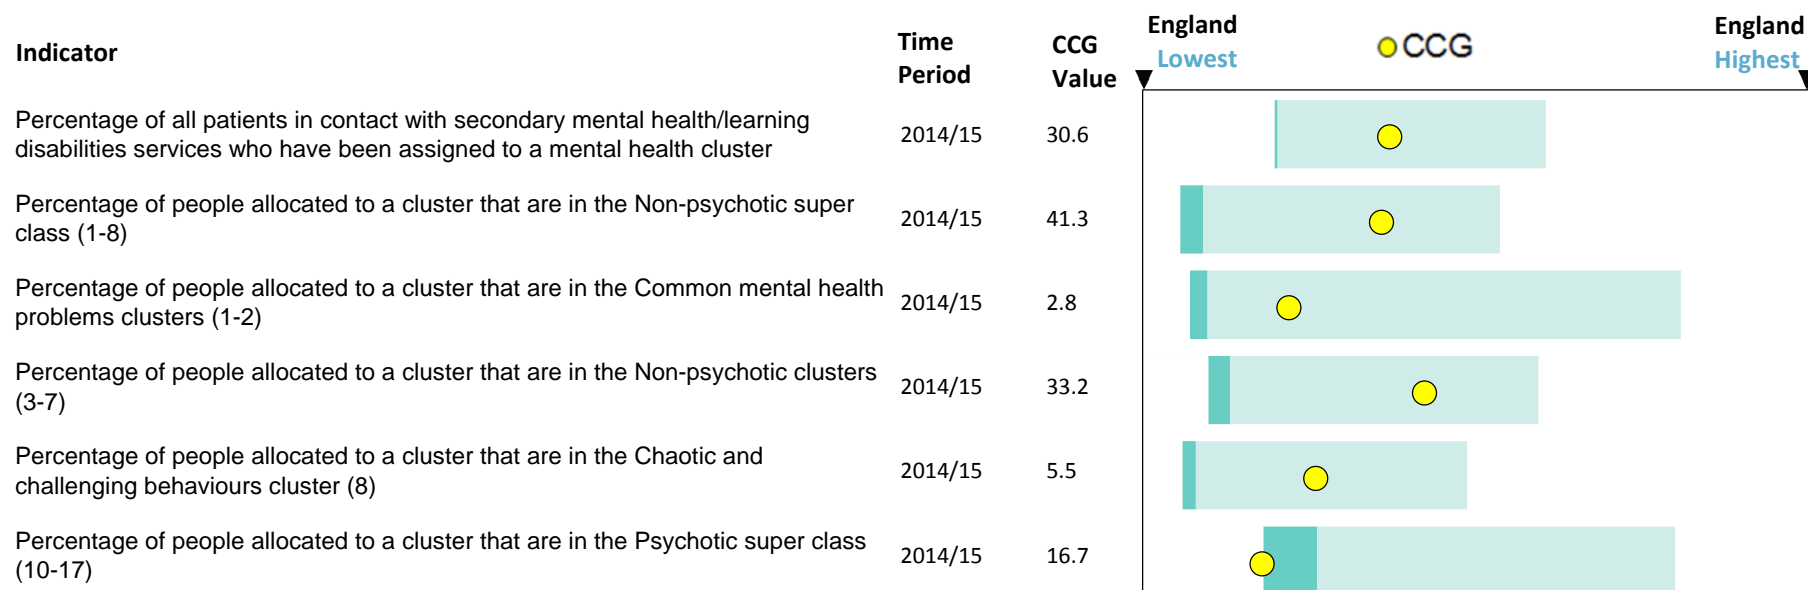 Indicator
Time Period
CCG Value
England Lowest
CCG
England Highest
Percentage of all patients in contact with secondary mental health/learning
disabilities services who have been assigned to a mental health cluster
2014/15
30.6
Percentage of people allocated to a cluster that are in the Non-psychotic super
class (1-8)
2014/15
41.3
Percentage of people allocated to a cluster that are in the Common mental health
problems clusters (1-2)
2014/15
2.8
Percentage of people allocated to a cluster that are in the Non-psychotic clusters
(3-7)
2014/15
33.2
Percentage of people allocated to a cluster that are in the Chaotic and
challenging behaviours cluster (8)
2014/15
5.5
Percentage of people allocated to a cluster that are in the Psychotic super class
(10-17)
2014/15
16.7